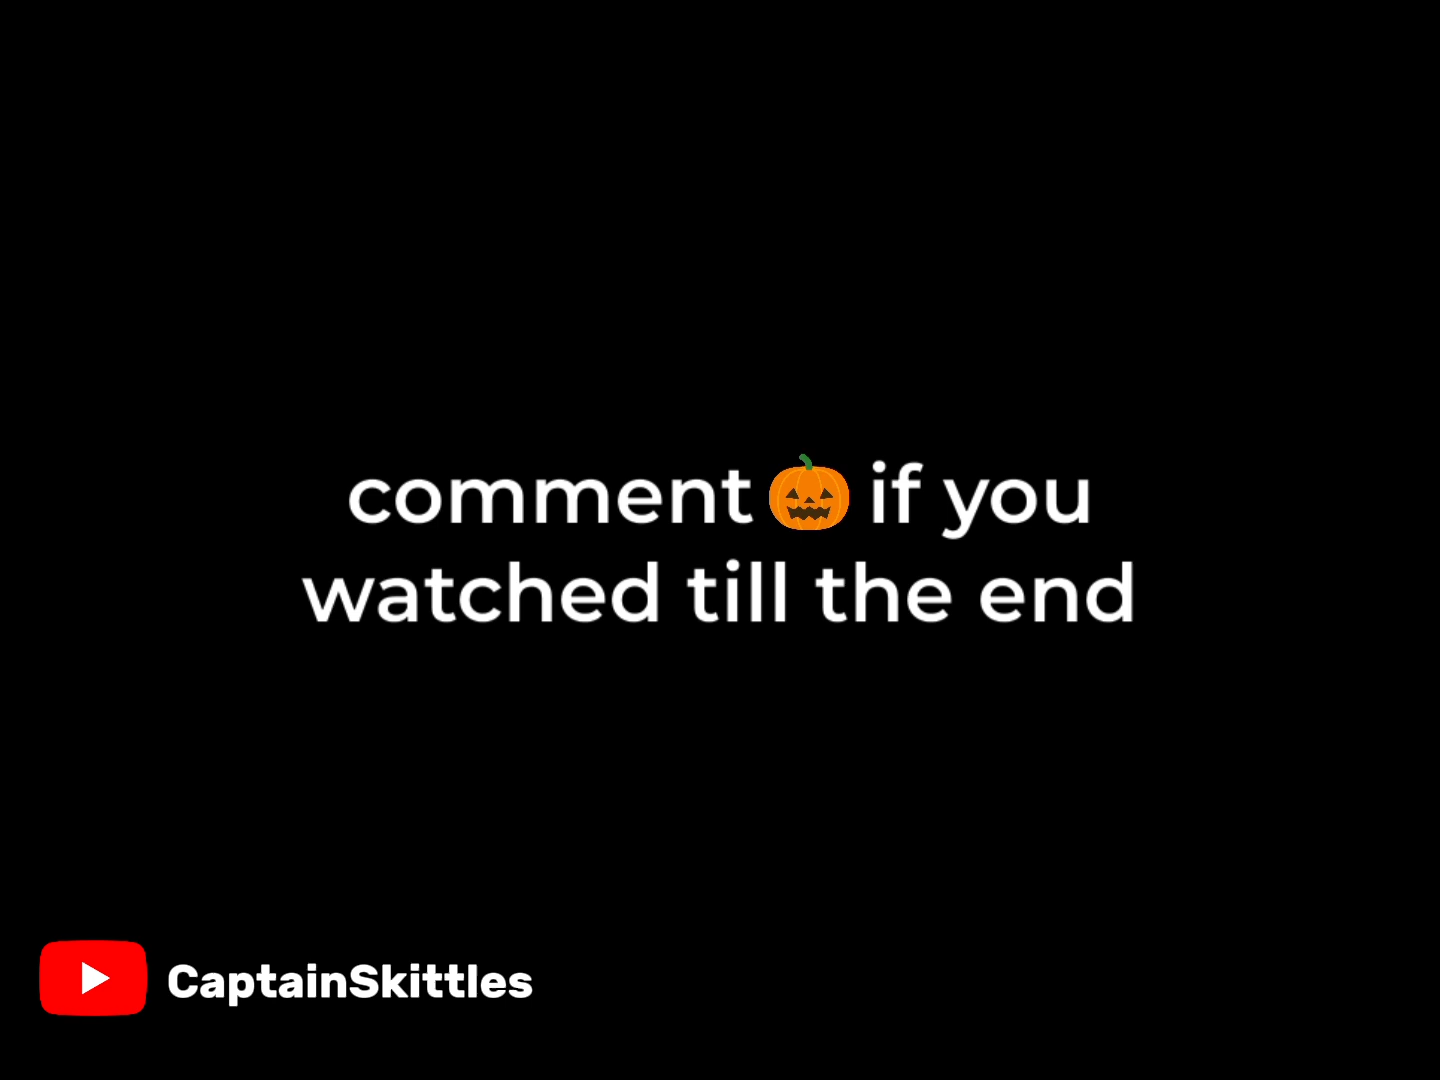 comment 🎃 if you
watched till the end
CaptainSkittles